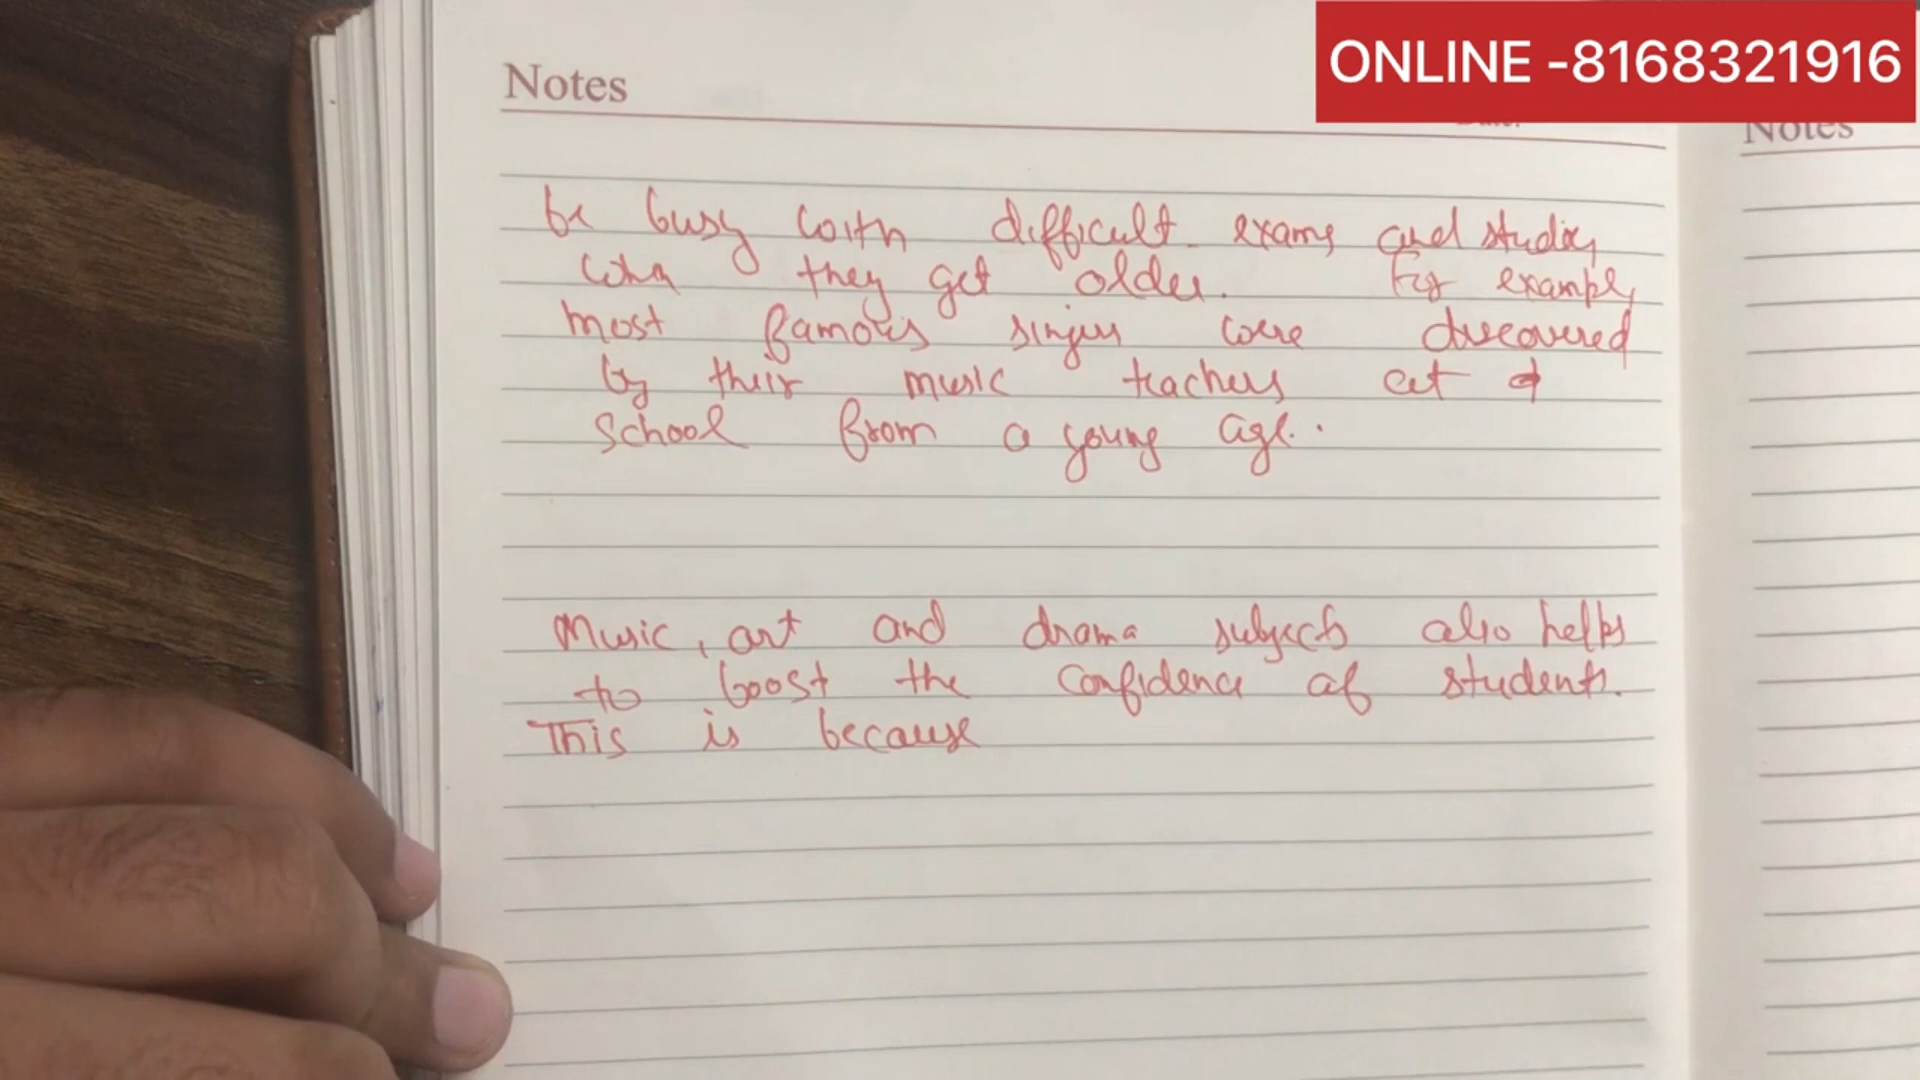 ONLINE -8168321916
Notes
Notes
be busy with difficult exams and studies
when they get older. For example,
most famous singers were discovered
by their music teachers at
school from a young age.
Music, art and drama subjects also helps
to boost the confidence of students.
This is because